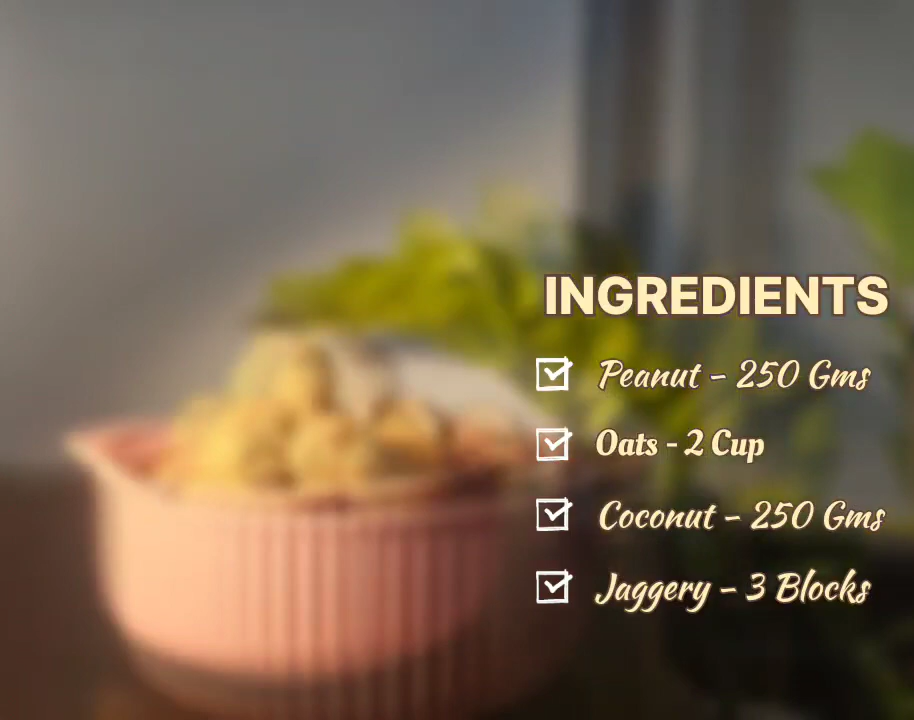 INGREDIENTS
Peanut - 250 Gms
Oats - 2 Cup
Coconut - 250 Gms
Jaggery - 3 Blocks